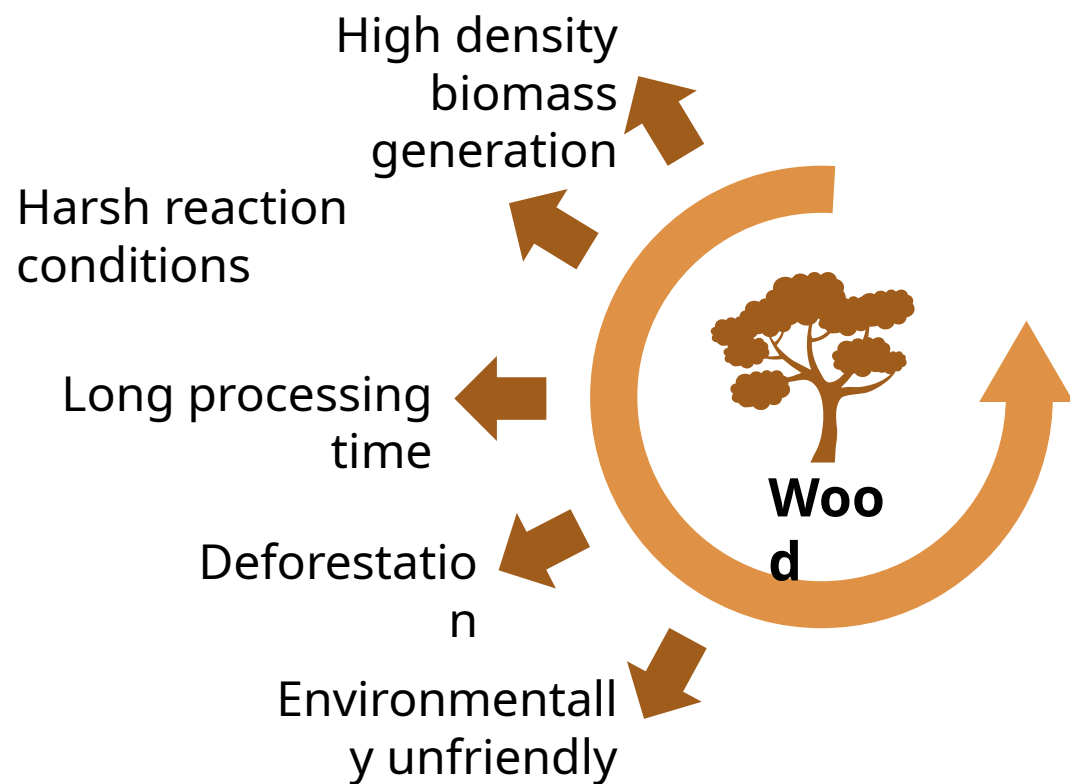 High density
biomass
generation
Harsh reaction
conditions
Long processing
time
Deforestatio
n
Environmentall
y unfriendly
Woo
d